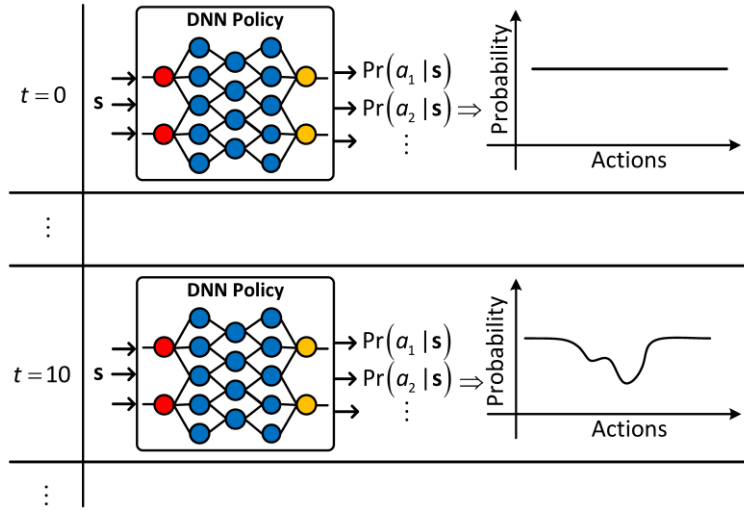 DNN Policy
t = 0
s
Pr(a₁ | s)
Pr(a₂ | s) ⇒
⋮
Probability
Actions
⋮
DNN Policy
t = 10
s
Pr(a₁ | s)
Pr(a₂ | s) ⇒
⋮
Probability
Actions
⋮